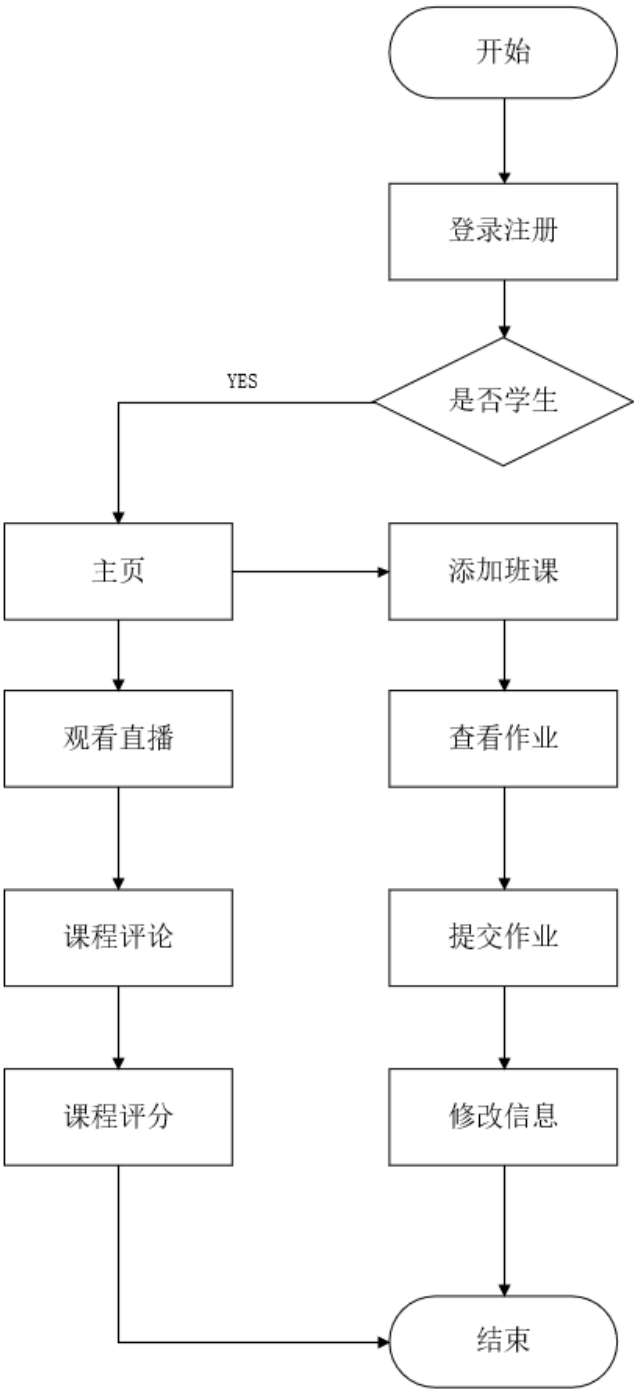 开始
登录注册
YES
是否学生
主页
添加班课
观看直播
查看作业
课程评论
提交作业
课程评分
修改信息
结束